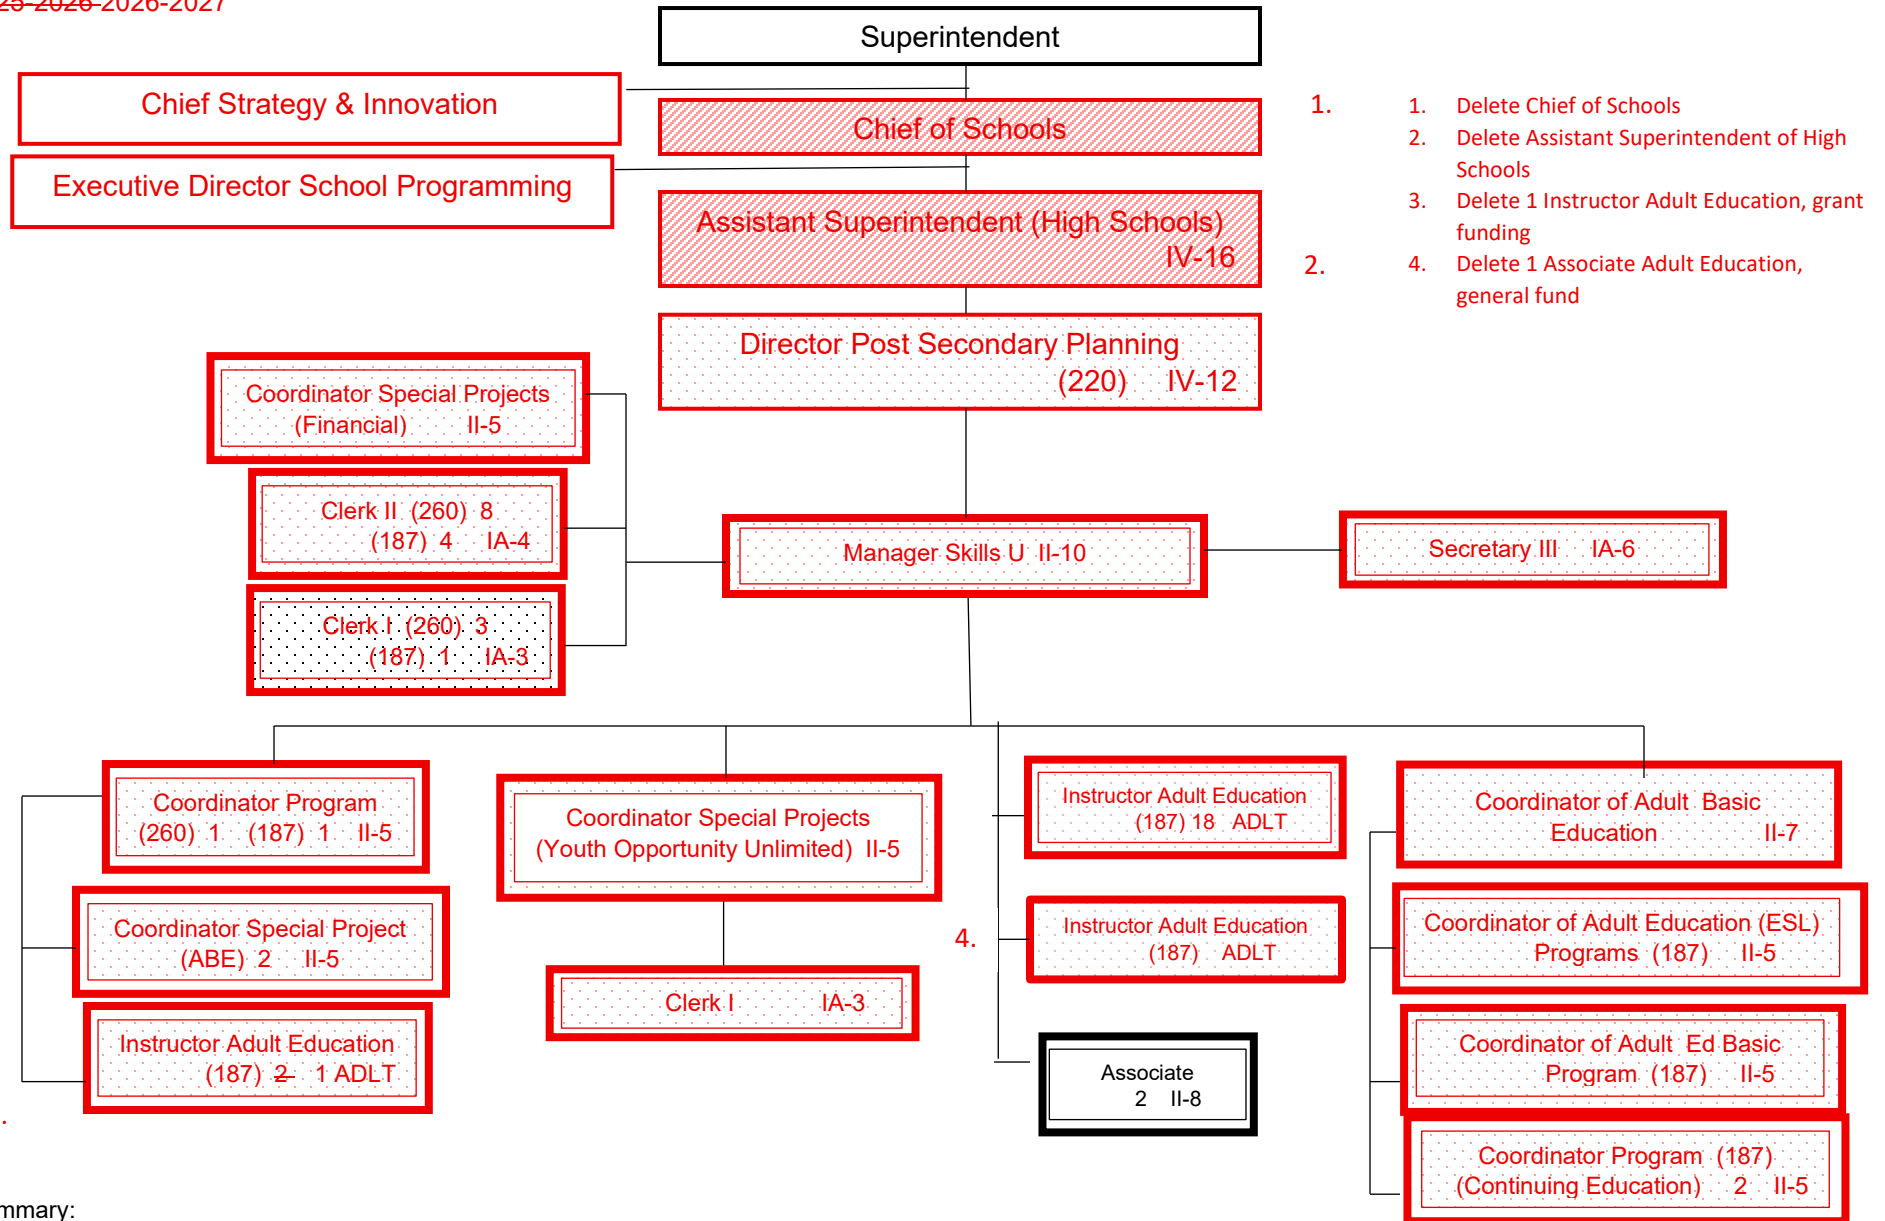 25-2026 2026-2027
Superintendent
Chief Strategy & Innovation
Chief of Schools
Executive Director School Programming
Assistant Superintendent (High Schools)
IV-16
1.
2.
1. Delete Chief of Schools
2. Delete Assistant Superintendent of High
Schools
3. Delete 1 Instructor Adult Education, grant
funding
4. Delete 1 Associate Adult Education,
general fund
Director Post Secondary Planning
(220) IV-12
Coordinator Special Projects
(Financial) II-5
Clerk II (260) 8
(187) 4 IA-4
Clerk I (260) 3
(187) 1 IA-3
Manager Skills U II-10
Secretary III IA-6
Coordinator Program
(260) 1 (187) 1 II-5
Coordinator Special Project
(ABE) 2 II-5
Instructor Adult Education
(187) 2 1 ADLT
.
Coordinator Special Projects
(Youth Opportunity Unlimited) II-5
Clerk I IA-3
Instructor Adult Education
(187) 18 ADLT
4.
Instructor Adult Education
(187) ADLT
Associate
2 II-8
Coordinator of Adult Basic
Education II-7
Coordinator of Adult Education (ESL)
Programs (187) II-5
Coordinator of Adult Ed Basic
Program (187) II-5
Coordinator Program (187)
(Continuing Education) 2 II-5
mmary: